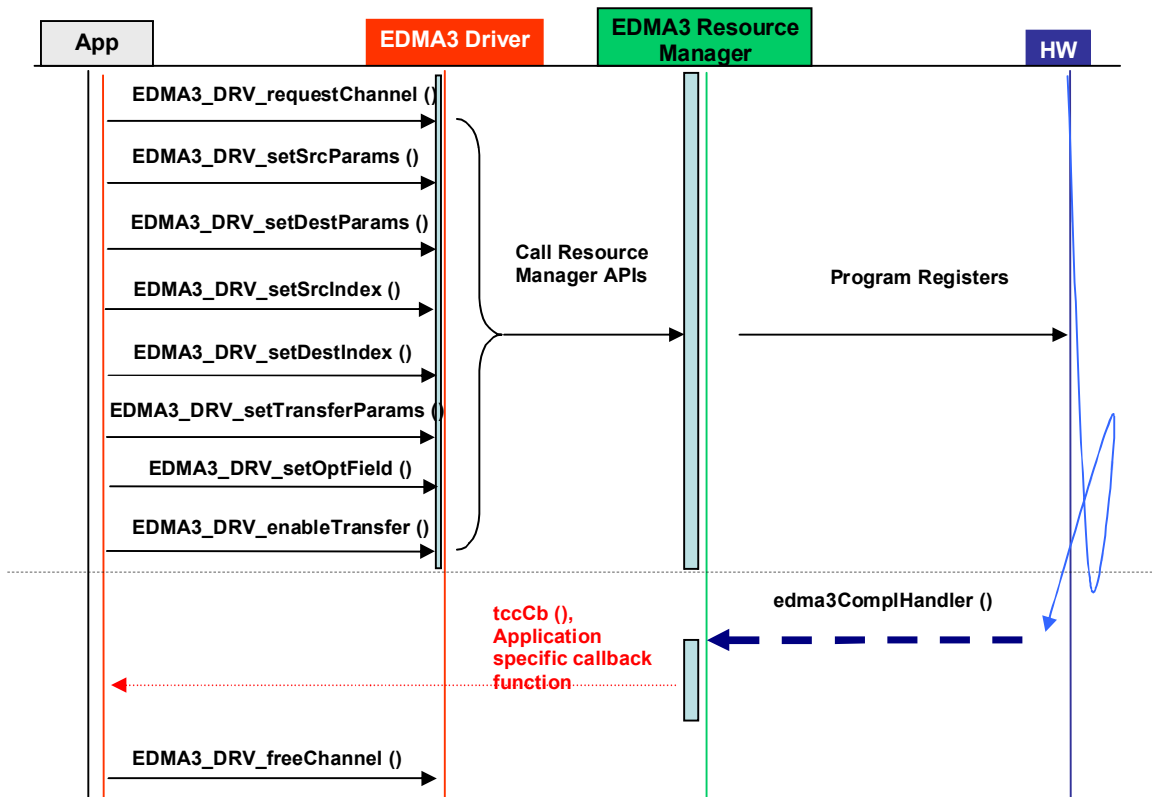 App
EDMA3 Driver
EDMA3 Resource
Manager
HW
EDMA3_DRV_requestChannel ()
EDMA3_DRV_setSrcParams ()
EDMA3_DRV_setDestParams ()
EDMA3_DRV_setSrcIndex ()
EDMA3_DRV_setDestIndex ()
EDMA3_DRV_setTransferParams ()
EDMA3_DRV_setOptField ()
EDMA3_DRV_enableTransfer ()
Call Resource
Manager APIs
Program Registers
edma3ComplHandler ()
tccCb (),
Application
specific callback
function
EDMA3_DRV_freeChannel ()